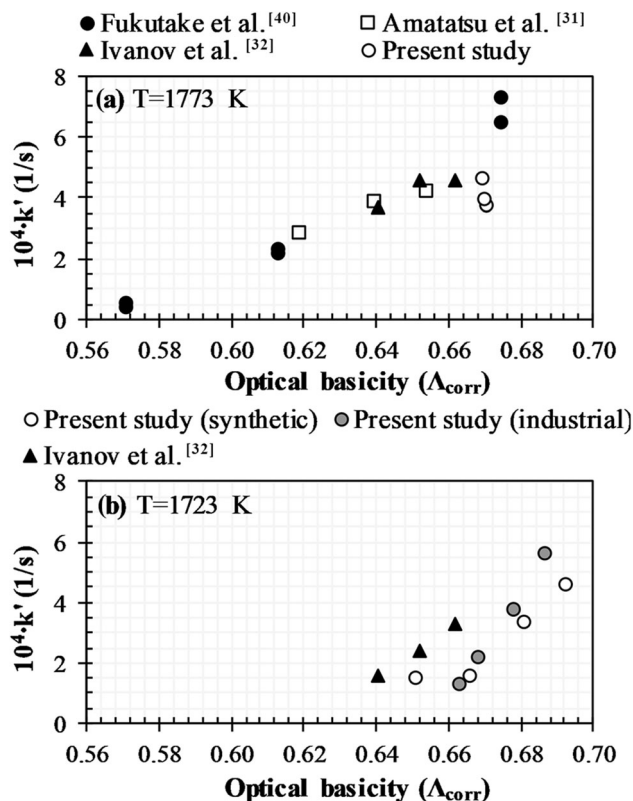 ● Fukutake et al.[40] □ Amatatsu et al. [31]
▲ Ivanov et al. [32] ○ Present study
(a) T=1773 K
10⁴·k' (1/s)
8
6
4
2
0
0.56 0.58 0.60 0.62 0.64 0.66 0.68 0.70
Optical basicity (Λcorr)
○ Present study (synthetic) ● Present study (industrial)
▲ Ivanov et al. [32]
(b) T=1723 K
10⁴·k' (1/s)
8
6
4
2
0
0.56 0.58 0.60 0.62 0.64 0.66 0.68 0.70
Optical basicity (Λcorr)